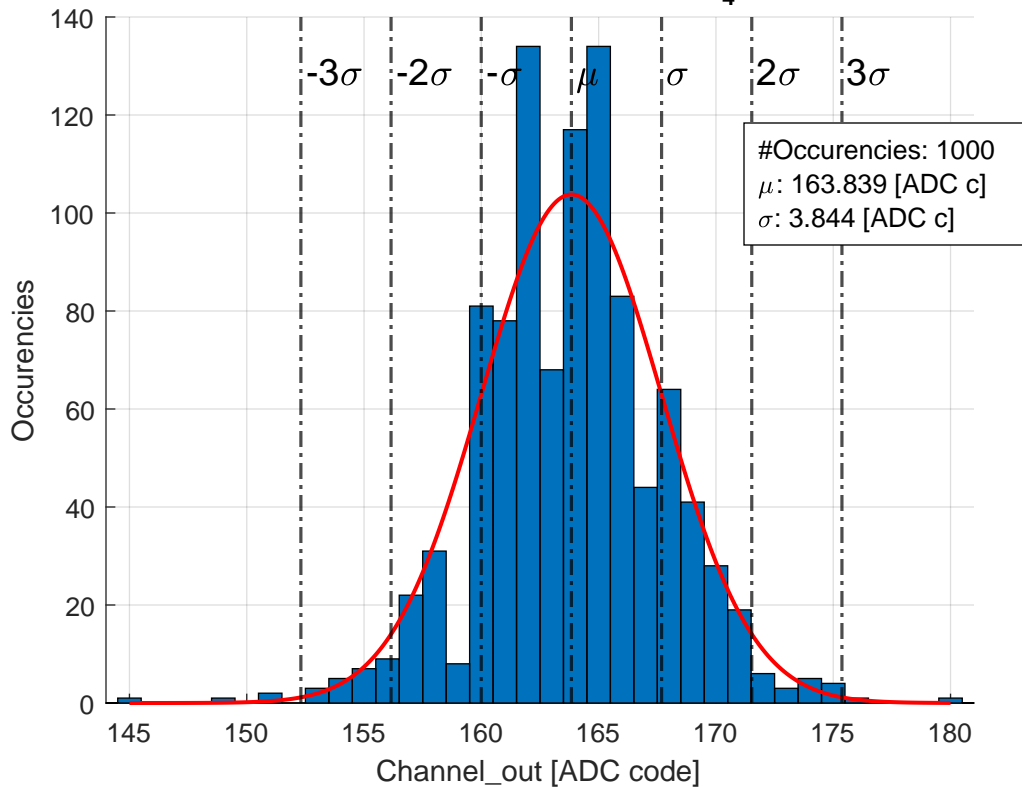 4
140
120
100
80
60
40
20
0
-3σ
-2σ
-σ
μ
σ
2σ
3σ
#Occurencies: 1000
μ: 163.839 [ADC c]
σ: 3.844 [ADC c]
Occurencies
145
150
155
160
165
170
175
180
Channel_out [ADC code]